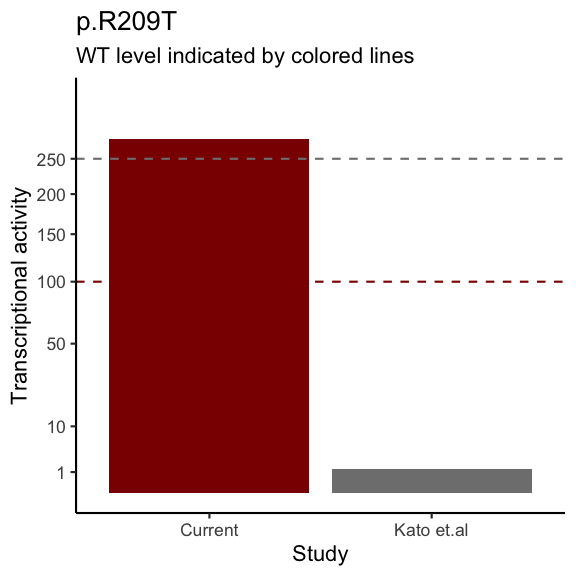 p.R209T
WT level indicated by colored lines
Transcriptional activity
250
200
150
100
50
10
1
Current
Kato et.al
Study